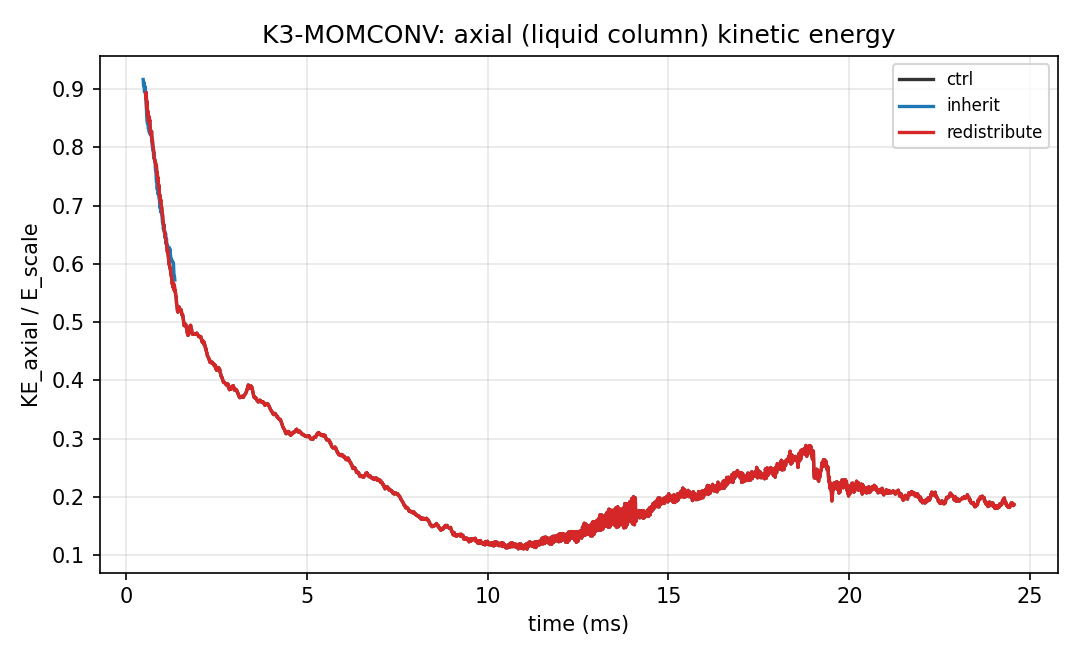 K3-MOMCONV: axial (liquid column) kinetic energy
ctrl
inherit
redistribute
KE_axial / E_scale
0.9
0.8
0.7
0.6
0.5
0.4
0.3
0.2
0.1
0 5 10 15 20 25
time (ms)